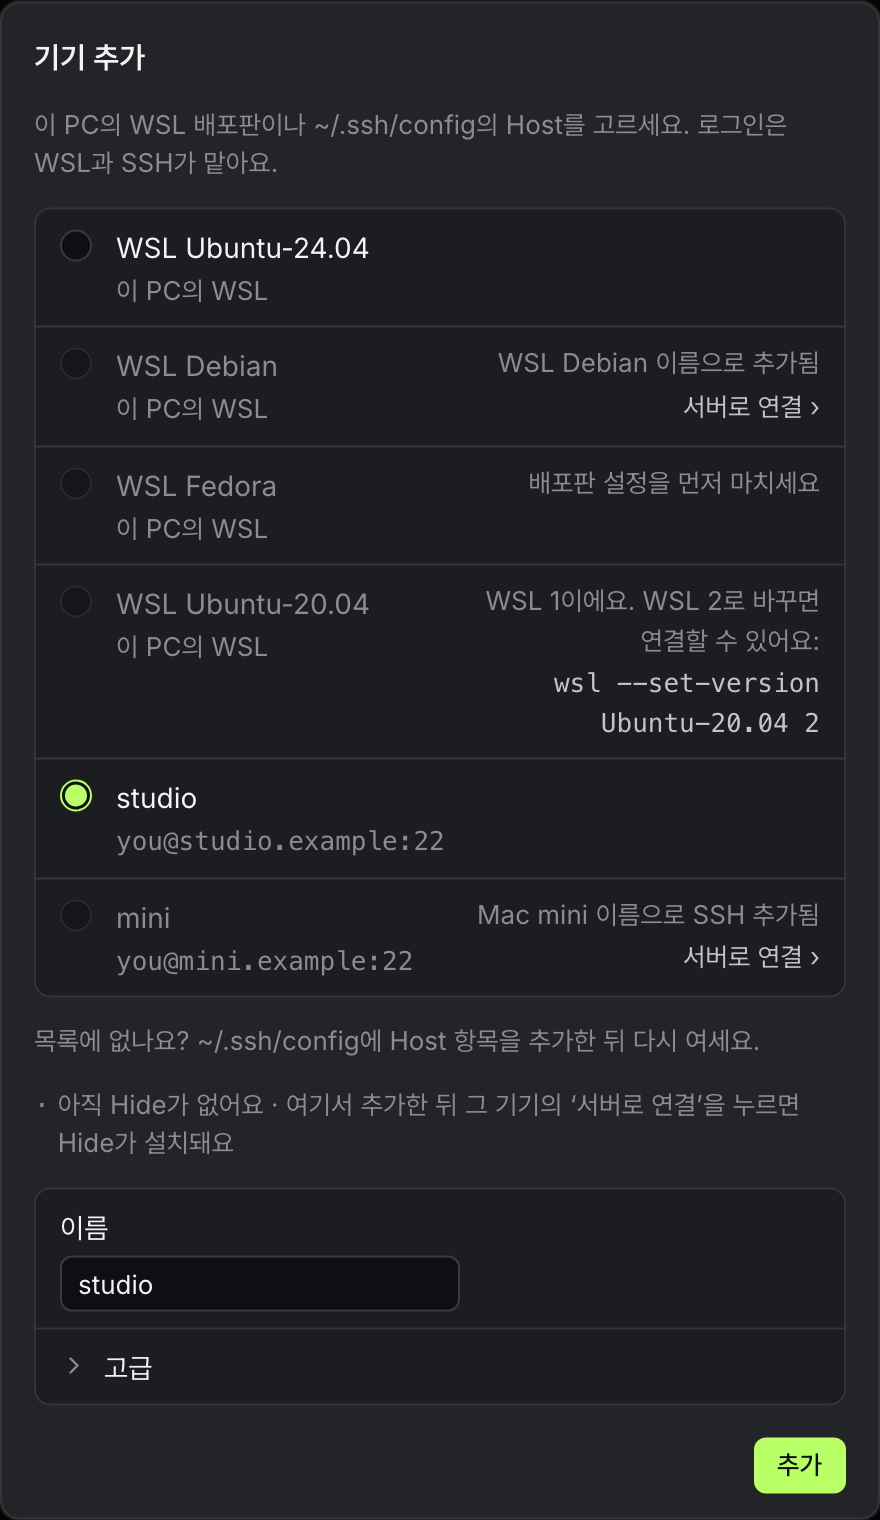 기기 추가
이 PC의 WSL 배포판이나 ~/.ssh/config의 Host를 고르세요. 로그인은
WSL과 SSH가 맡아요.
WSL Ubuntu-24.04
이 PC의 WSL
WSL Debian
WSL Debian 이름으로 추가됨
이 PC의 WSL
서버로 연결 ›
WSL Fedora
배포판 설정을 먼저 마치세요
이 PC의 WSL
WSL Ubuntu-20.04
WSL 1이에요. WSL 2로 바꾸면
이 PC의 WSL
연결할 수 있어요:
wsl --set-version
Ubuntu-20.04 2
studio
you@studio.example:22
mini
Mac mini 이름으로 SSH 추가됨
you@mini.example:22
서버로 연결 ›
목록에 없나요? ~/.ssh/config에 Host 항목을 추가한 뒤 다시 여세요.
· 아직 Hide가 없어요 · 여기서 추가한 뒤 그 기기의 ‘서버로 연결’을 누르면
Hide가 설치돼요
이름
studio
고급
추가